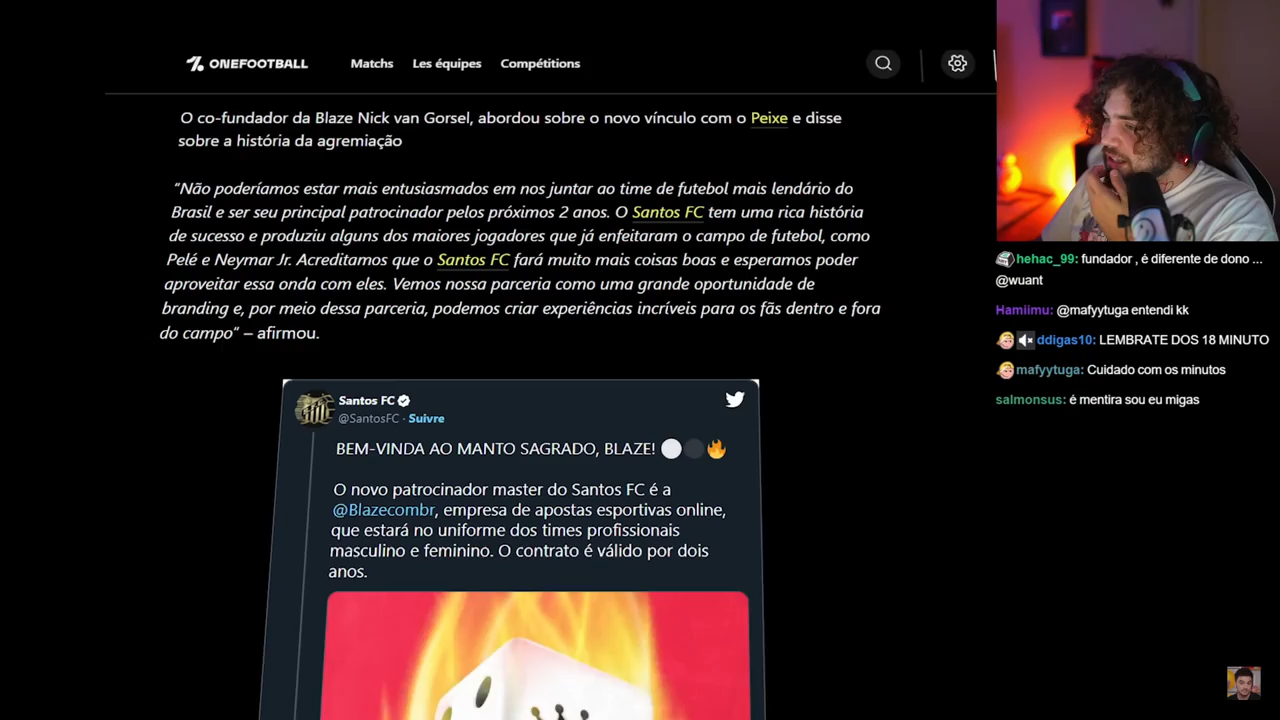 ONEFOOTBALL
Matchs Les équipes Compétitions
O co-fundador da Blaze Nick van Gorsel, abordou sobre o novo vínculo com o Peixe e disse
sobre a história da agremiação
“Não poderíamos estar mais entusiasmados em nos juntar ao time de futebol mais lendário do
Brasil e ser seu principal patrocinador pelos próximos 2 anos. O Santos FC tem uma rica história
de sucesso e produziu alguns dos maiores jogadores que já enfeitaram o campo de futebol, como
Pelé e Neymar Jr. Acreditamos que o Santos FC fará muito mais coisas boas e esperamos poder
aproveitar essa onda com eles. Vemos nossa parceria como uma grande oportunidade de
branding e, por meio dessa parceria, podemos criar experiências incríveis para os fãs dentro e fora
do campo” – afirmou.
Santos FC
@SantosFC · Suivre
BEM-VINDA AO MANTO SAGRADO, BLAZE! ⚪⚫🔥
O novo patrocinador master do Santos FC é a
@Blazecombr, empresa de apostas esportivas online,
que estará no uniforme dos times profissionais
masculino e feminino. O contrato é válido por dois
anos.
hehac_99: fundador , é diferente de dono ...
@wuant
Hamiimu: @mafyytuga entendi kk
ddigas10: LEMBRATE DOS 18 MINUTO
mafyytuga: Cuidado com os minutos
salmonsus: é mentira sou eu migas